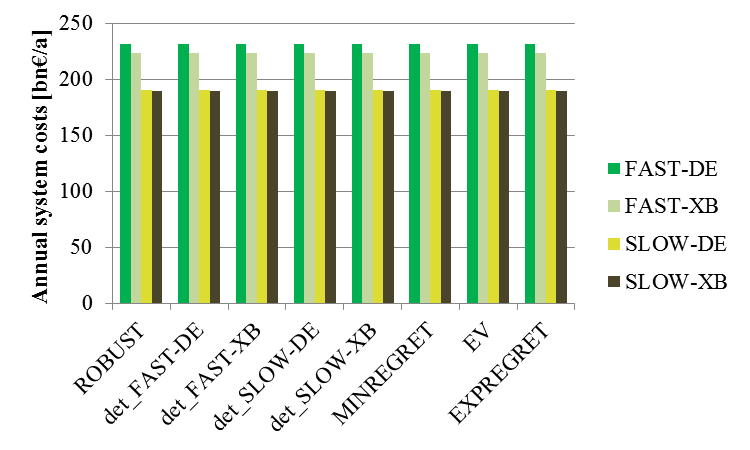 Annual system costs [bn€/a]
250
200
150
100
50
0
ROBUST
det_FAST-DE
det_FAST-XB
det_SLOW-DE
det_SLOW-XB
MINREGRET
EV
EXPREGRET
FAST-DE
FAST-XB
SLOW-DE
SLOW-XB